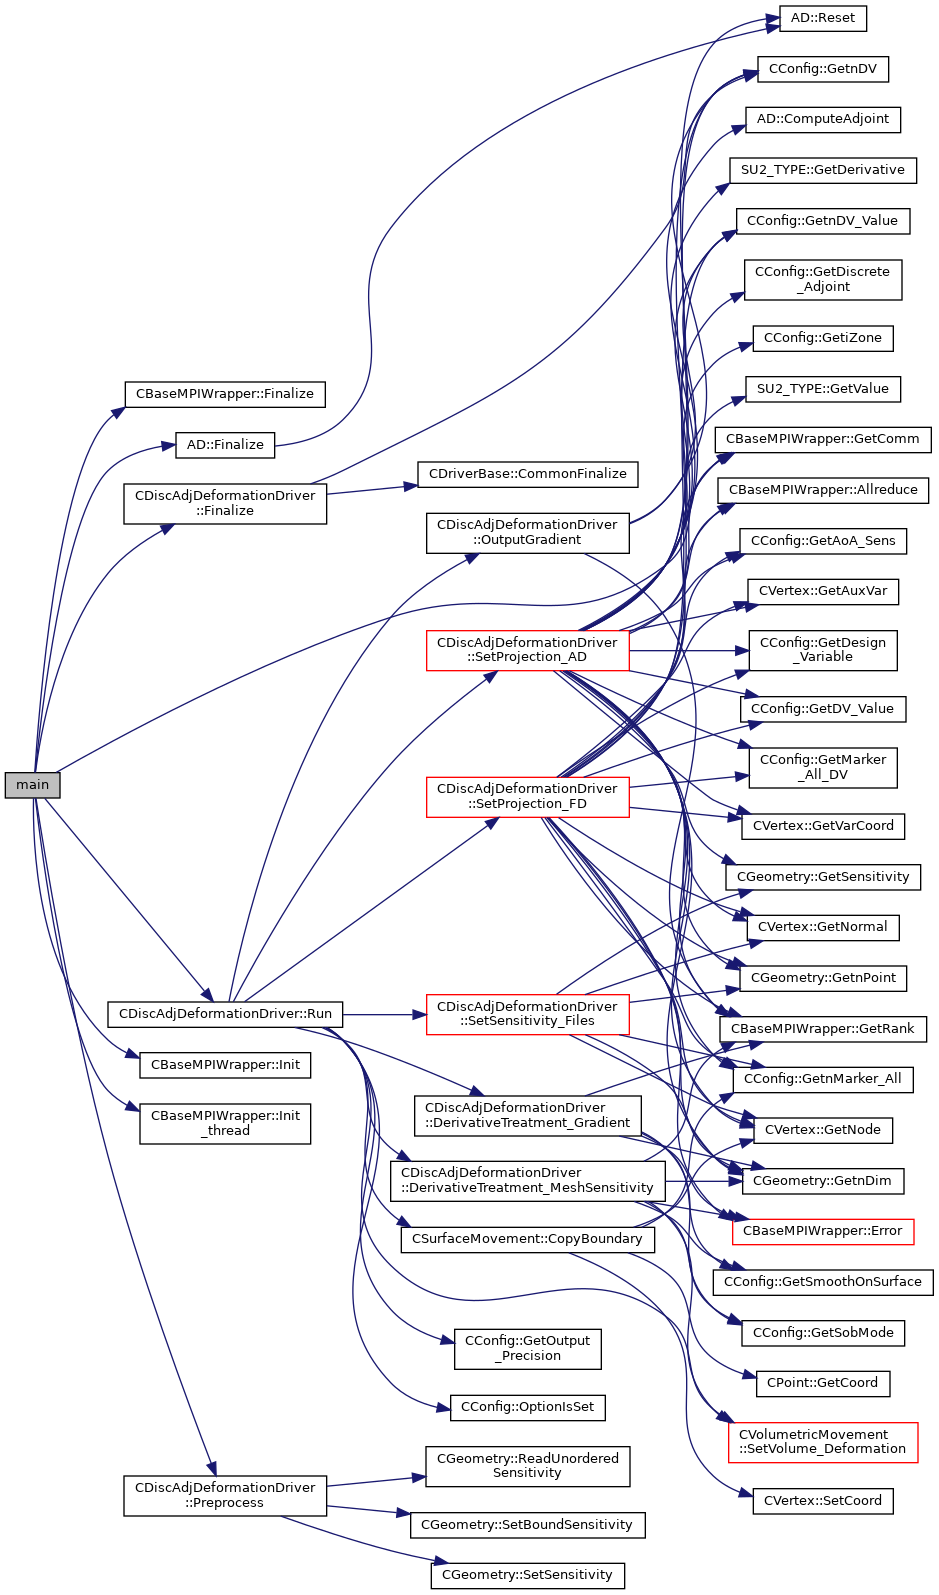 main
CBaseMPIWrapper::Finalize
AD::Finalize
CDiscAdjDeformationDriver
::Finalize
CDiscAdjDeformationDriver::Run
CBaseMPIWrapper::Init
CBaseMPIWrapper::Init
_thread
CDiscAdjDeformationDriver
::Preprocess
CDriverBase::CommonFinalize
CDiscAdjDeformationDriver
::OutputGradient
CDiscAdjDeformationDriver
::SetProjection_AD
CDiscAdjDeformationDriver
::SetProjection_FD
CDiscAdjDeformationDriver
::SetSensitivity_Files
CDiscAdjDeformationDriver
::DerivativeTreatment_Gradient
CDiscAdjDeformationDriver
::DerivativeTreatment_MeshSensitivity
CSurfaceMovement::CopyBoundary
CConfig::GetOutput
_Precision
CConfig::OptionIsSet
CGeometry::ReadUnordered
Sensitivity
CGeometry::SetBoundSensitivity
CGeometry::SetSensitivity
AD::Reset
CConfig::GetnDV
AD::ComputeAdjoint
SU2_TYPE::GetDerivative
CConfig::GetnDV_Value
CConfig::GetDiscrete
_Adjoint
CConfig::GetiZone
SU2_TYPE::GetValue
CBaseMPIWrapper::GetComm
CBaseMPIWrapper::Allreduce
CConfig::GetAoA_Sens
CVertex::GetAuxVar
CConfig::GetDesign
_Variable
CConfig::GetDV_Value
CConfig::GetMarker
_All_DV
CVertex::GetVarCoord
CGeometry::GetSensitivity
CVertex::GetNormal
CGeometry::GetnPoint
CBaseMPIWrapper::GetRank
CConfig::GetnMarker_All
CVertex::GetNode
CGeometry::GetnDim
CBaseMPIWrapper::Error
CConfig::GetSmoothOnSurface
CConfig::GetSobMode
CPoint::GetCoord
CVolumetricMovement
::SetVolume_Deformation
CVertex::SetCoord